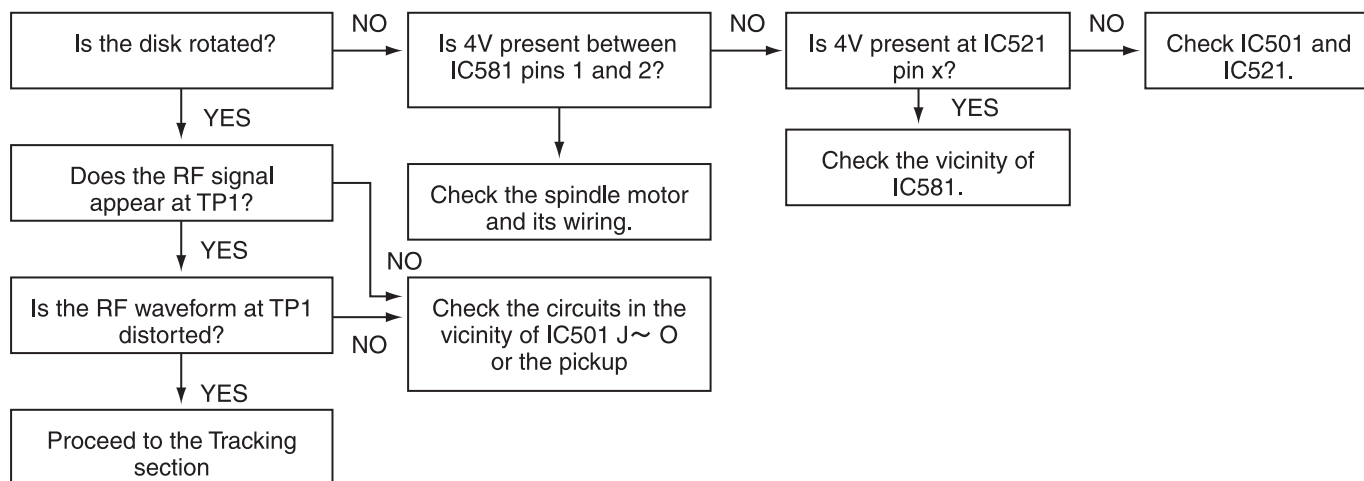 Is the disk rotated?
NO
Is 4V present between
IC581 pins 1 and 2?
NO
Is 4V present at IC521
pin x?
NO
Check IC501 and
IC521.
YES
YES
Does the RF signal
appear at TP1?
Check the spindle motor
and its wiring.
Check the vicinity of
IC581.
YES
NO
Is the RF waveform at TP1
distorted?
NO
Check the circuits in the
vicinity of IC501 J~ O
or the pickup
YES
Proceed to the Tracking
section